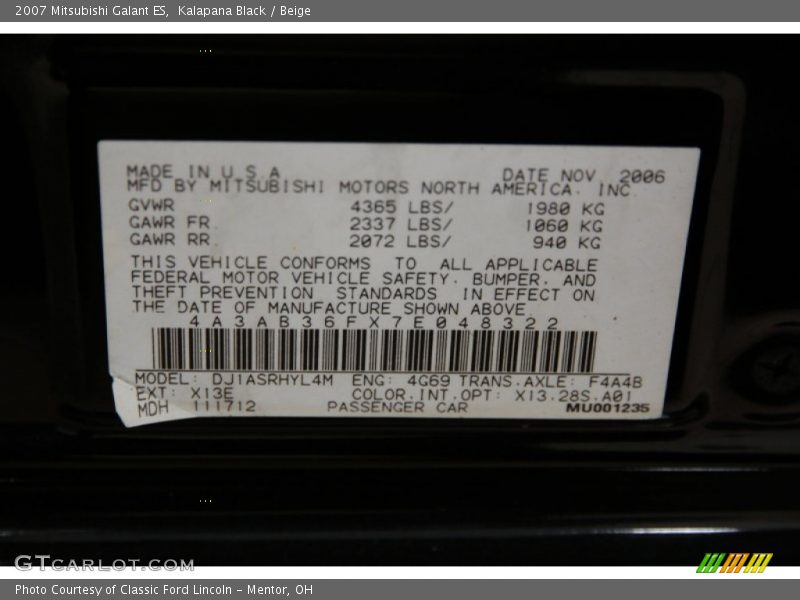 2007 Mitsubishi Galant ES, Kalapana Black / Beige
MADE IN U.S.A. DATE NOV 2006
MFD BY MITSUBISHI MOTORS NORTH AMERICA. INC.
GVWR 4365 LBS/ 1980 KG
GAWR FR 2337 LBS/ 1060 KG
GAWR RR 2072 LBS/ 940 KG
THIS VEHICLE CONFORMS TO ALL APPLICABLE
FEDERAL MOTOR VEHICLE SAFETY. BUMPER. AND
THEFT PREVENTION STANDARDS IN EFFECT ON
THE DATE OF MANUFACTURE SHOWN ABOVE.
4A3AB36FX7E048322
MODEL: DJ1ASRHYL4M ENG: 4G69 TRANS.AXLE: F4A4B
EXT: X13E COLOR.INT.OPT: X13.28S.A01
MDH 111712 PASSENGER CAR MU001235
GTCARLOT.COM
Photo Courtesy of Classic Ford Lincoln - Mentor, OH